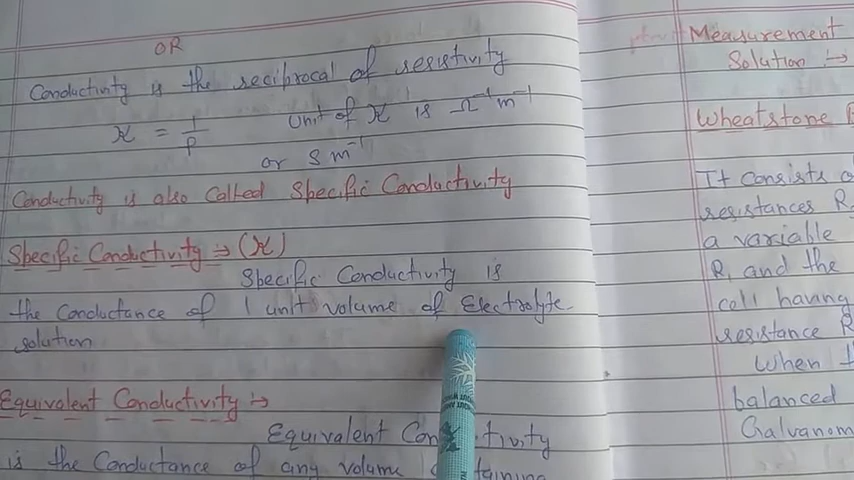 OR
Conductivity is the reciprocal of resistivity
ϰ = 1/ρ unit of ϰ is Ω⁻¹m⁻¹
or S m⁻¹
Conductivity is also Called Specific Conductivity
Specific Conductivity → (ϰ)
Specific Conductivity is
the Conductance of 1 unit volume of Electrolyte
solution
Equivalent Conductivity :→
Equivalent Conductivity
is the Conductance of any volume
Measurement
Solution :→
Wheatstone
It consists
resistances R
a variable
R₁ and the
cell having
resistance R
When
balanced
Galvanom